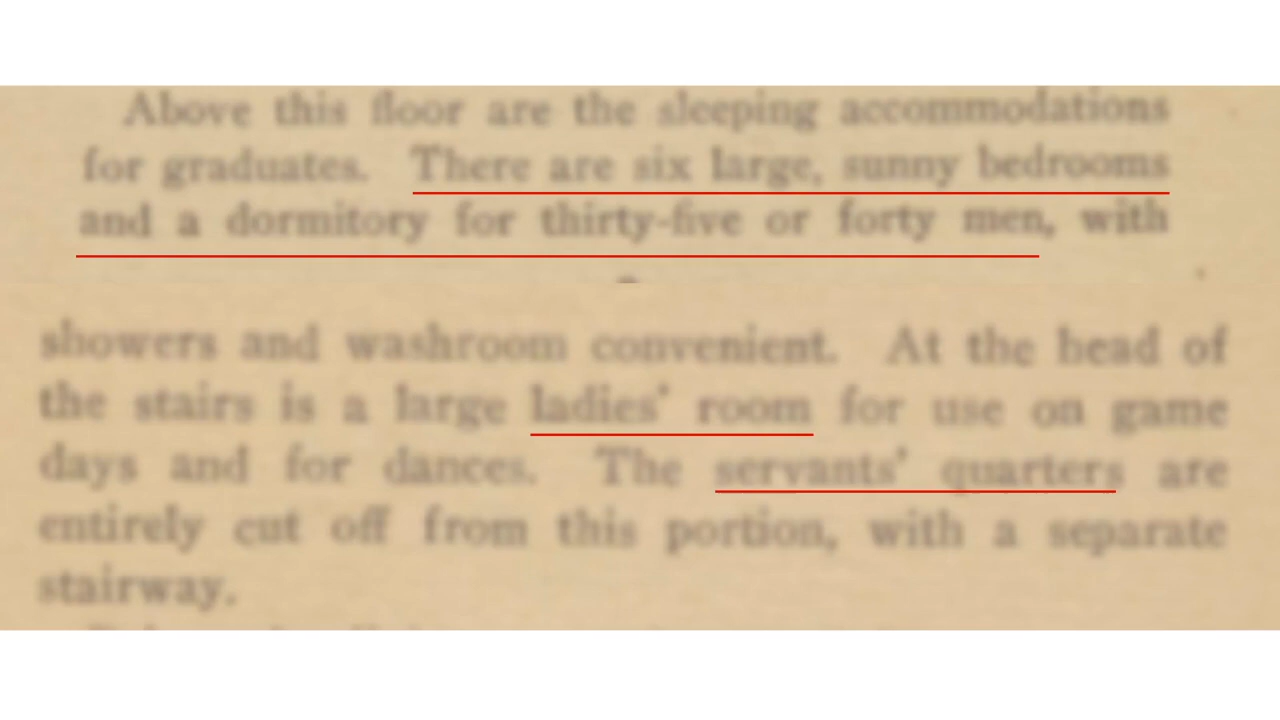 Above this floor are the sleeping accommodations
for graduates. There are six large, sunny bedrooms
and a dormitory for thirty-five or forty men, with
showers and washroom convenient. At the head of
the stairs is a large ladies' room for use on game
days and for dances. The servants' quarters are
entirely cut off from this portion, with a separate
stairway.